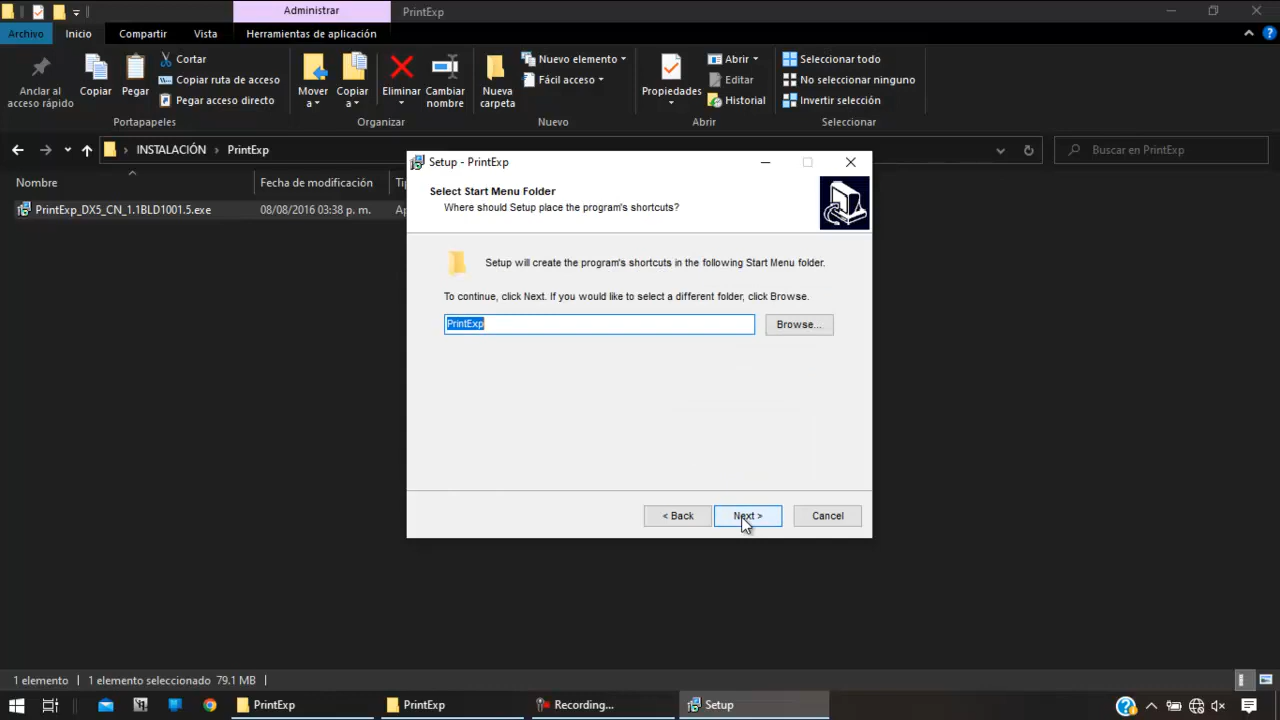 Administrar
PrintExp
Archivo
Inicio
Compartir
Vista
Herramientas de aplicación
Anclar al
acceso rápido
Copiar
Pegar
Cortar
Copiar ruta de acceso
Pegar acceso directo
Portapapeles
Mover
a
Copiar
a
Eliminar
Cambiar
nombre
Organizar
Nueva
carpeta
Nuevo elemento
Fácil acceso
Nuevo
Propiedades
Abrir
Editar
Historial
Abrir
Seleccionar todo
No seleccionar ninguno
Invertir selección
Seleccionar
INSTALACIÓN > PrintExp
Buscar en PrintExp
Nombre
Fecha de modificación
Ti
PrintExp_DX5_CN_1.1BLD1001.5.exe
08/08/2016 03:38 p. m.
Ap
Setup - PrintExp
Select Start Menu Folder
Where should Setup place the program's shortcuts?
Setup will create the program's shortcuts in the following Start Menu folder.
To continue, click Next. If you would like to select a different folder, click Browse.
PrintExp
Browse...
< Back
Next >
Cancel
1 elemento
1 elemento seleccionado 79.1 MB
PrintExp
PrintExp
Recording...
Setup